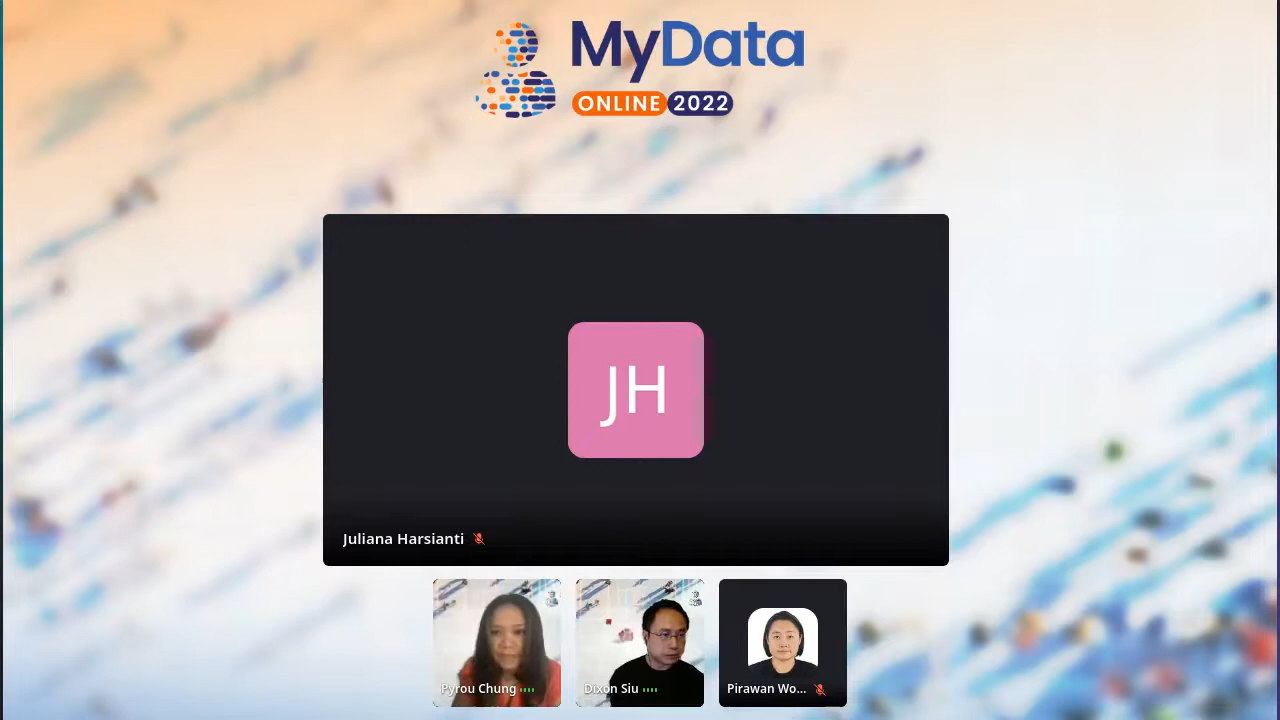 MyData
ONLINE 2022
JH
Juliana Harsianti
Pyrou Chung
Dixon Siu
Pirawan Wo...